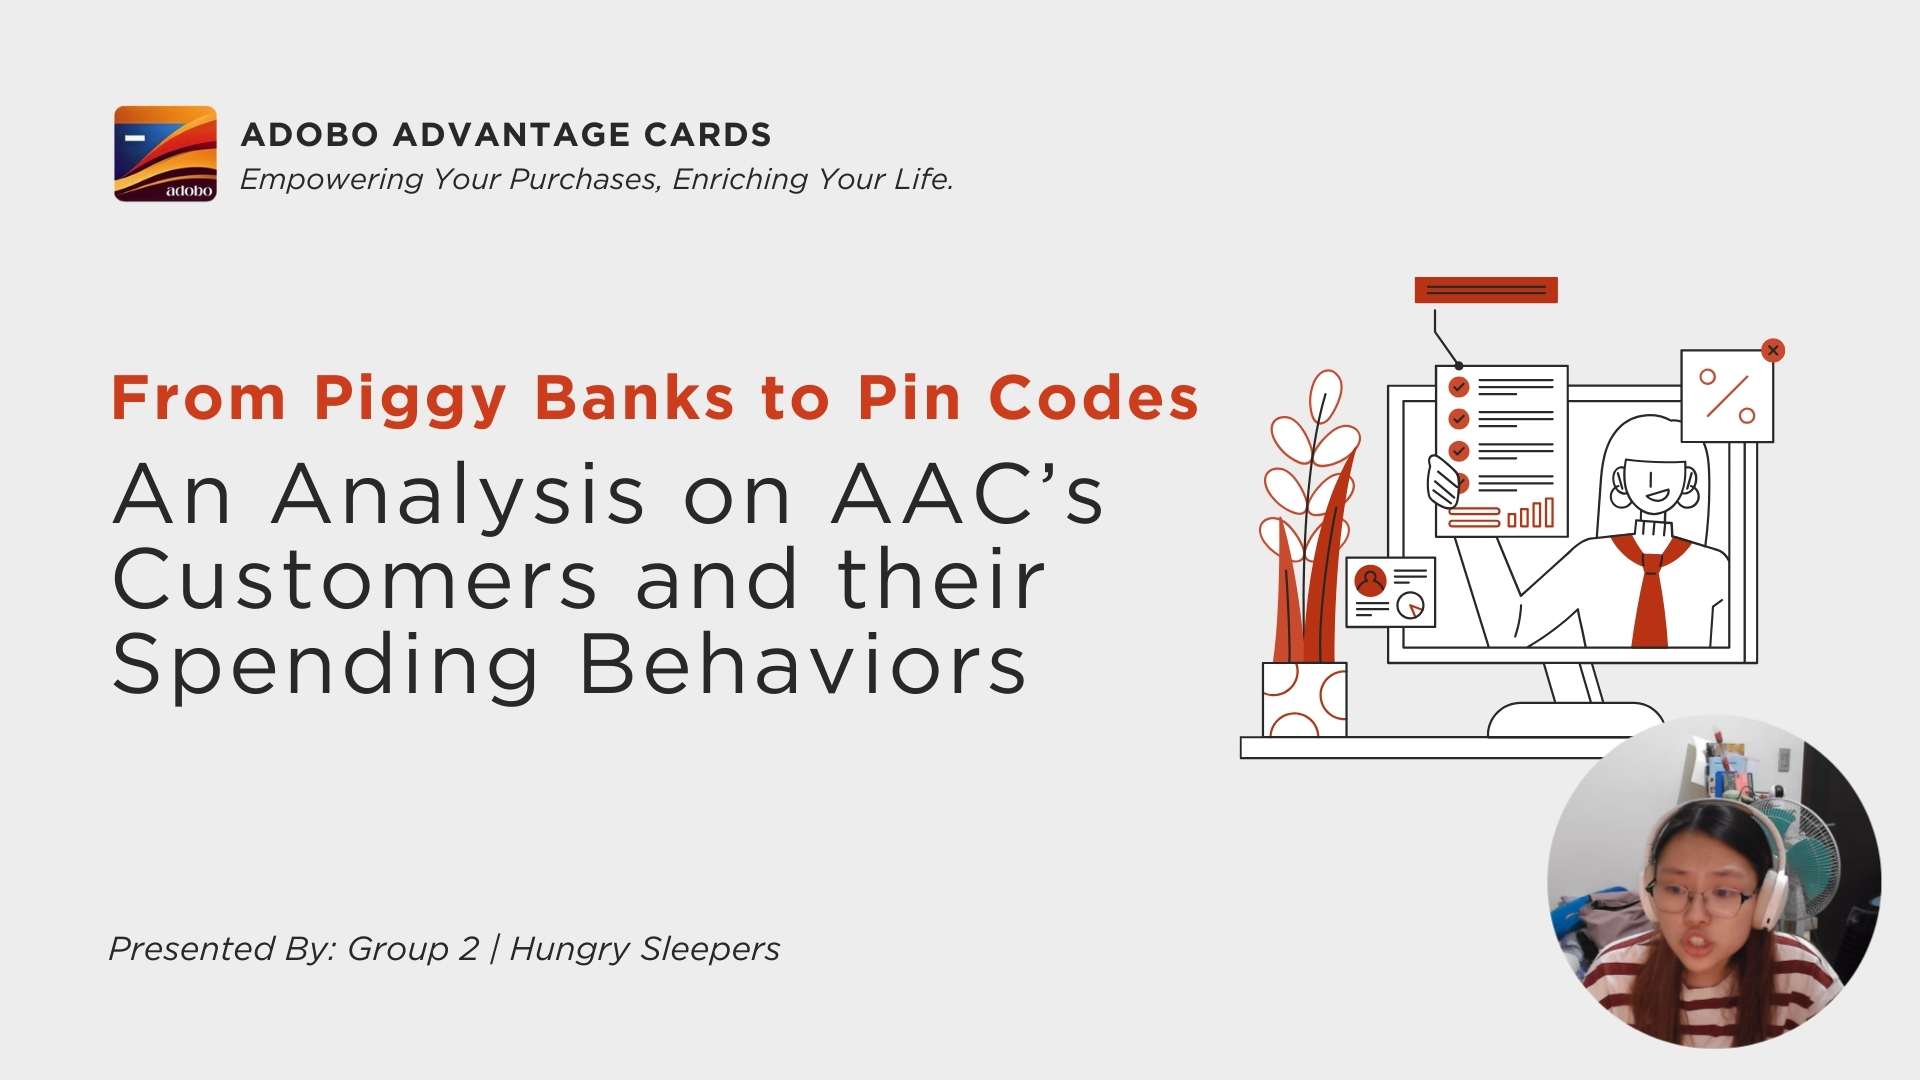 adobo
ADOBO ADVANTAGE CARDS
Empowering Your Purchases, Enriching Your Life.
From Piggy Banks to Pin Codes
An Analysis on AAC’s
Customers and their
Spending Behaviors
Presented By: Group 2 | Hungry Sleepers